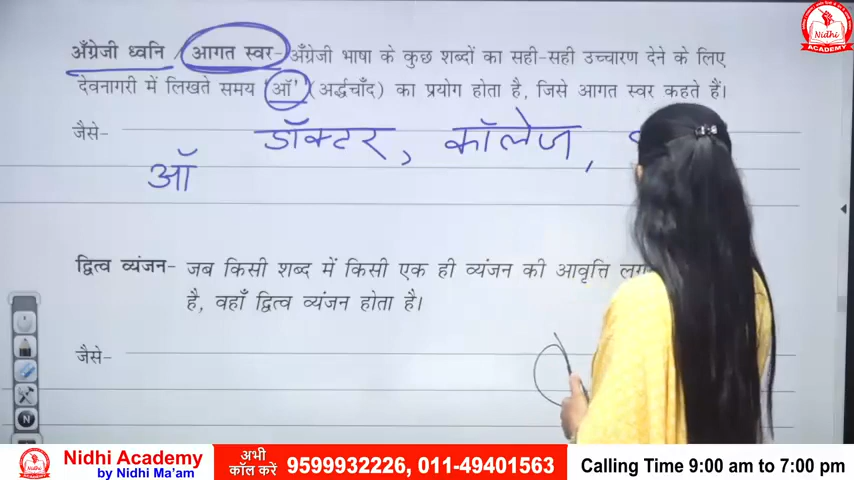 अँग्रेजी ध्वनि / आगत स्वर- अँग्रेजी भाषा के कुछ शब्दों का सही-सही उच्चारण देने के लिए
देवनागरी में लिखते समय 'ऑ' (अर्द्धचाँद) का प्रयोग होता है, जिसे आगत स्वर कहते हैं।
जैसे- डॉक्टर, कॉलेज,
ऑ
द्वित्व व्यंजन- जब किसी शब्द में किसी एक ही व्यंजन की आवृत्ति
है, वहाँ द्वित्व व्यंजन होता है।
जैसे-
Nidhi
ACADEMY
N
Nidhi Academy
by Nidhi Ma'am
अभी
कॉल करें
9599932226, 011-49401563
Calling Time 9:00 am to 7:00 pm